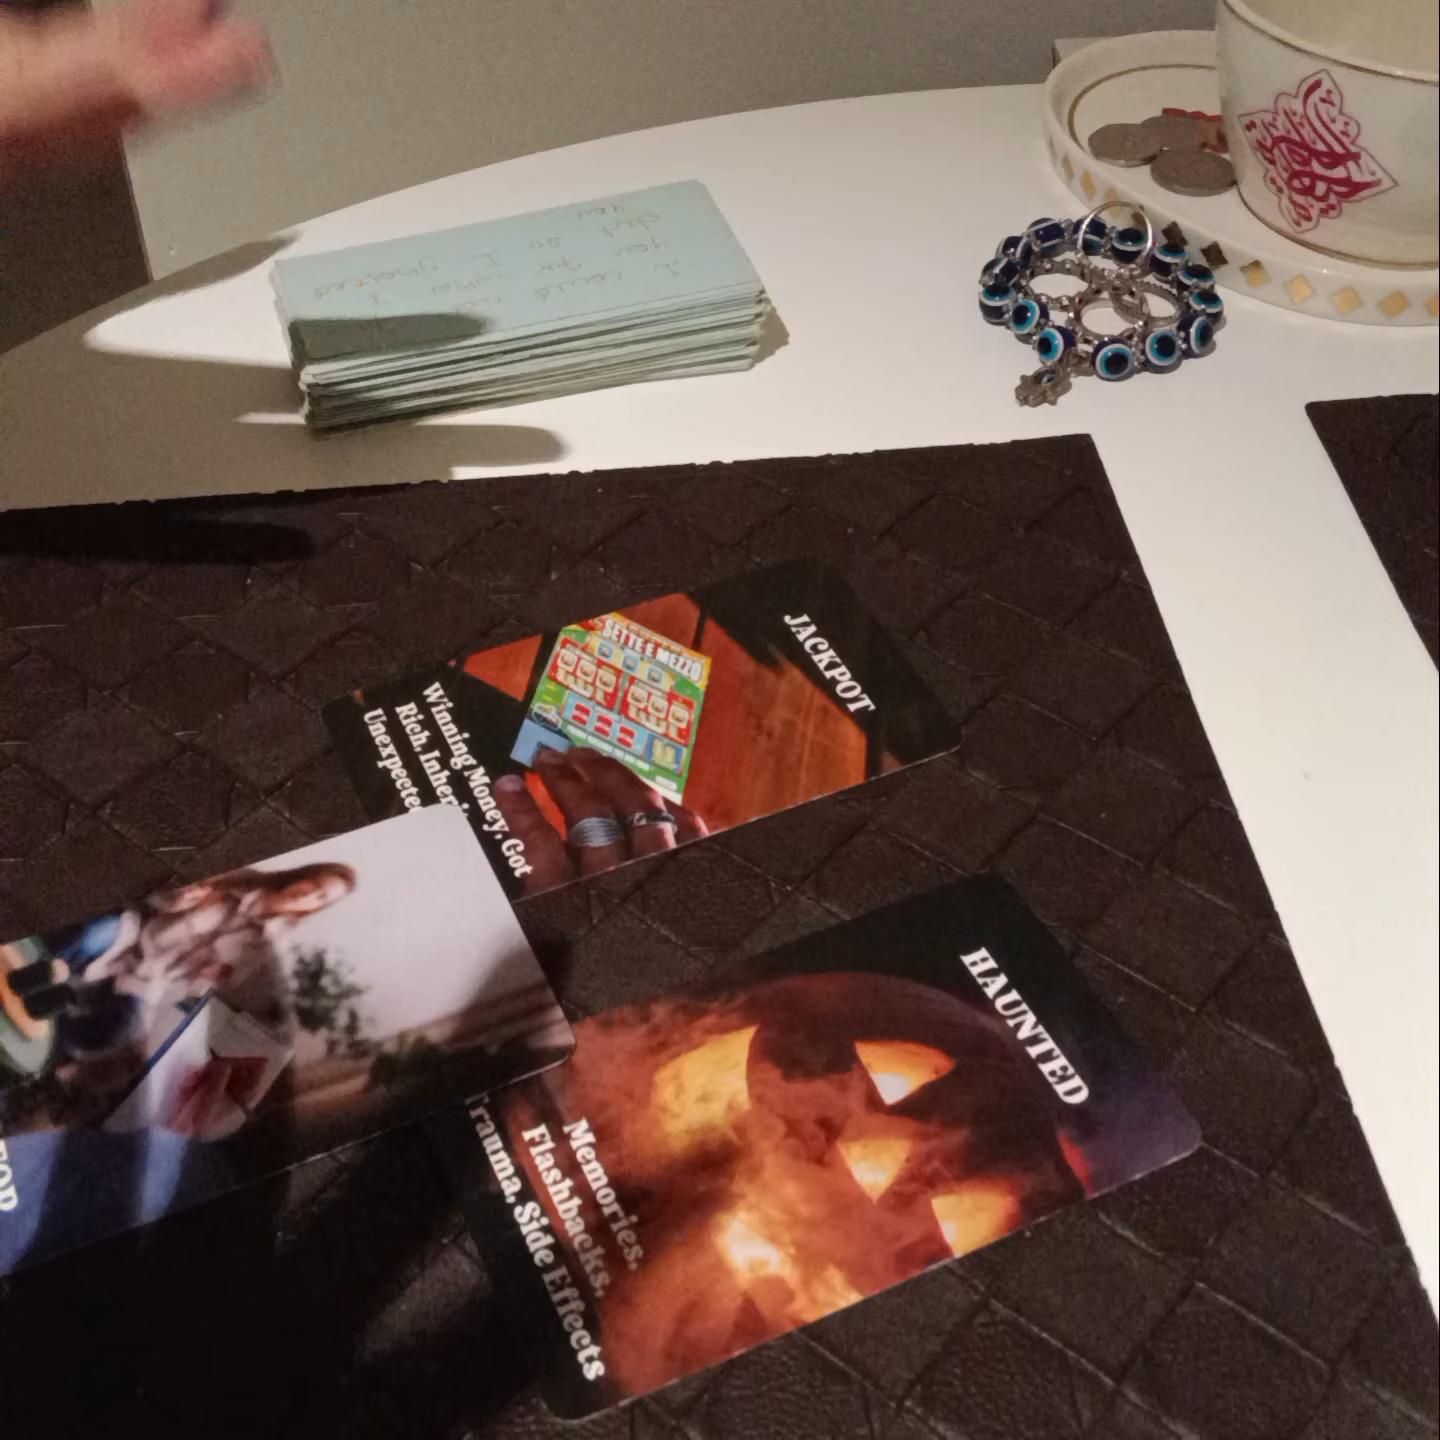 I could not
you for what I
did so I ghosted
you
JACKPOT
SETTE E MEZZO
Winning Money, Got
Rich, Inheri
Unexpected
HAUNTED
Memories,
Flashbacks,
Trauma, Side Effects